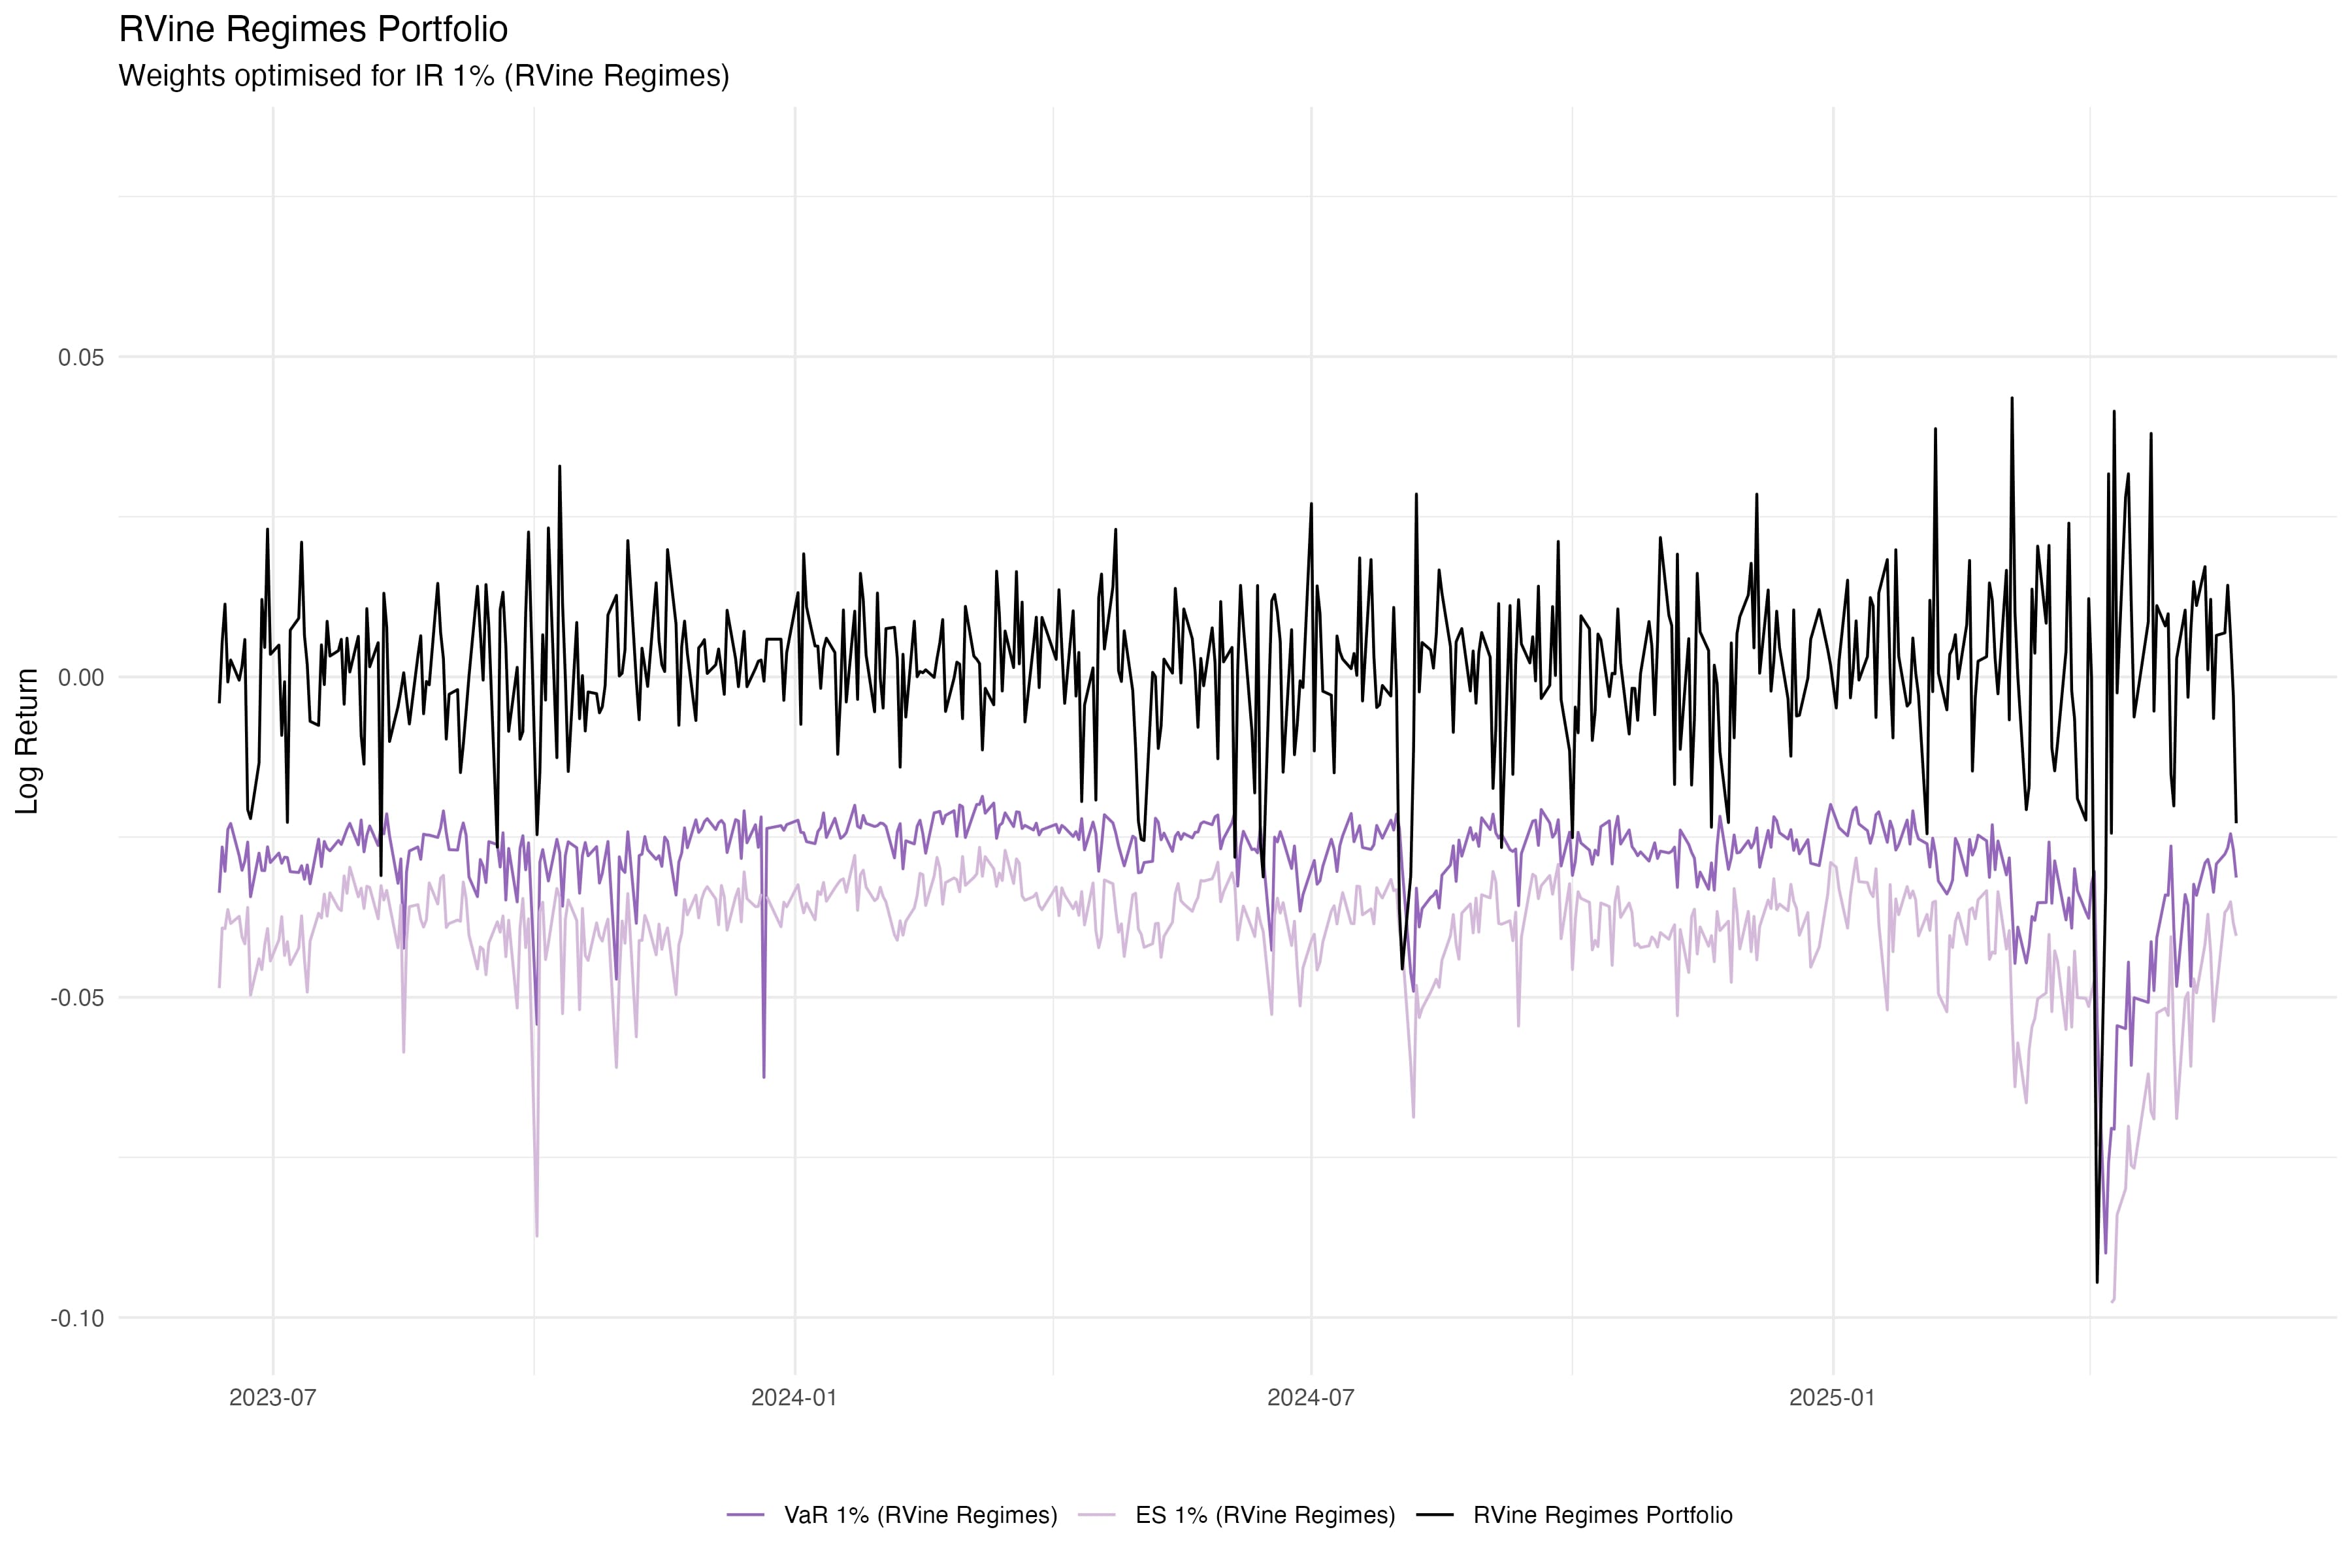 RVine Regimes Portfolio
Weights optimised for IR 1% (RVine Regimes)
Log Return
0.05
0.00
-0.05
-0.10
2023-07
2024-01
2024-07
2025-01
VaR 1% (RVine Regimes)
ES 1% (RVine Regimes)
RVine Regimes Portfolio